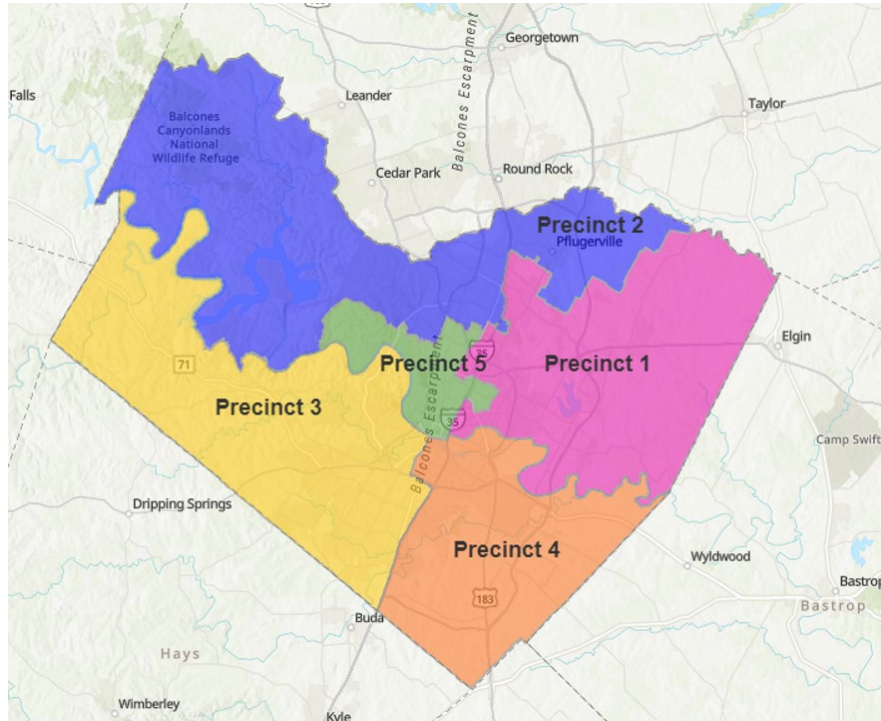 Georgetown
Balcones Escarpment
Falls
Leander
Taylor
Balcones
Canyonlands
National
Wildlife Refuge
Cedar Park
Round Rock
Precinct 2
Pflugerville
Elgin
35
71
Precinct 5
Precinct 1
Precinct 3
35
Balcones Escarpment
Camp Swift
Dripping Springs
Precinct 4
Wyldwood
183
Bastrop
Bastrop
Buda
Hays
Wimberley
Kyle